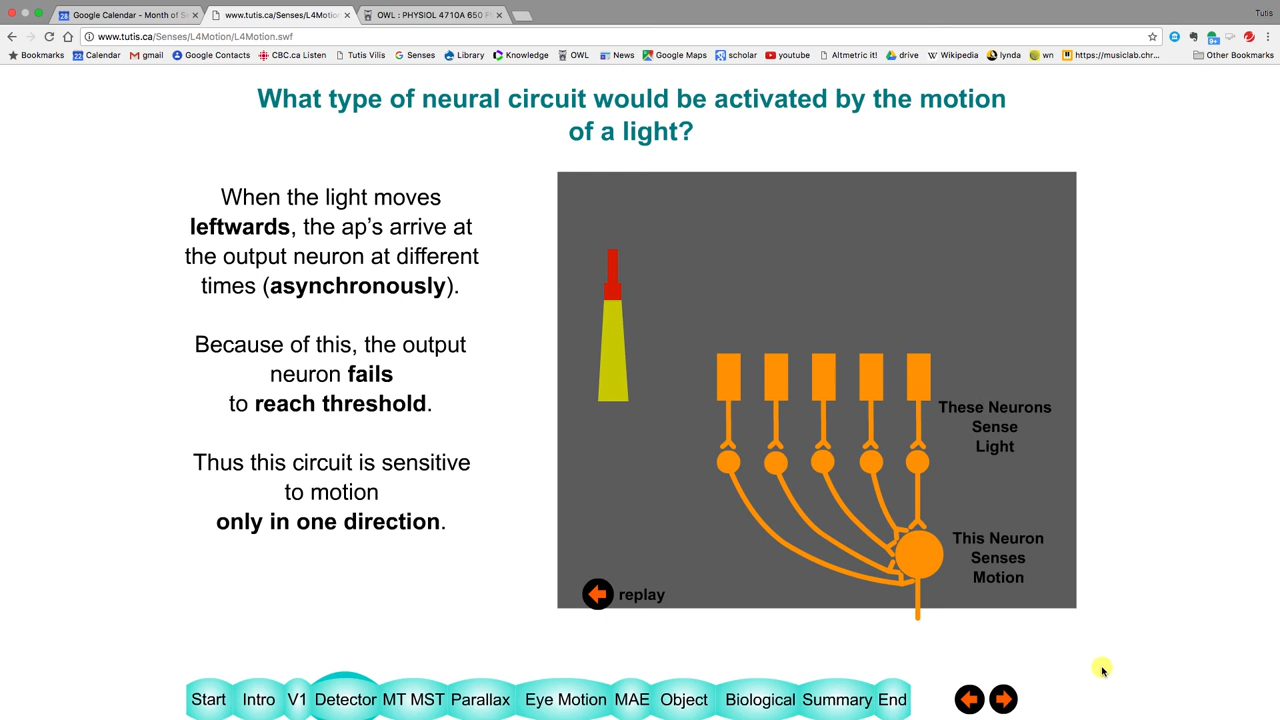 Google Calendar - Month of S
www.tutis.ca/Senses/L4Motio
OWL : PHYSIOL 4710A 650 F
Tutis
www.tutis.ca/Senses/L4Motion/L4Motion.swf
Bookmarks Calendar gmail Google Contacts CBC.ca Listen Tutis Vilis Senses Library Knowledge OWL News Google Maps scholar youtube Altmetric it! drive Wikipedia lynda wn https://musiclab.chr... Other Bookmarks
What type of neural circuit would be activated by the motion
of a light?
When the light moves
leftwards, the ap's arrive at
the output neuron at different
times (asynchronously).
Because of this, the output
neuron fails
to reach threshold.
Thus this circuit is sensitive
to motion
only in one direction.
These Neurons
Sense
Light
This Neuron
Senses
Motion
replay
Start Intro V1 Detector MT MST Parallax Eye Motion MAE Object Biological Summary End